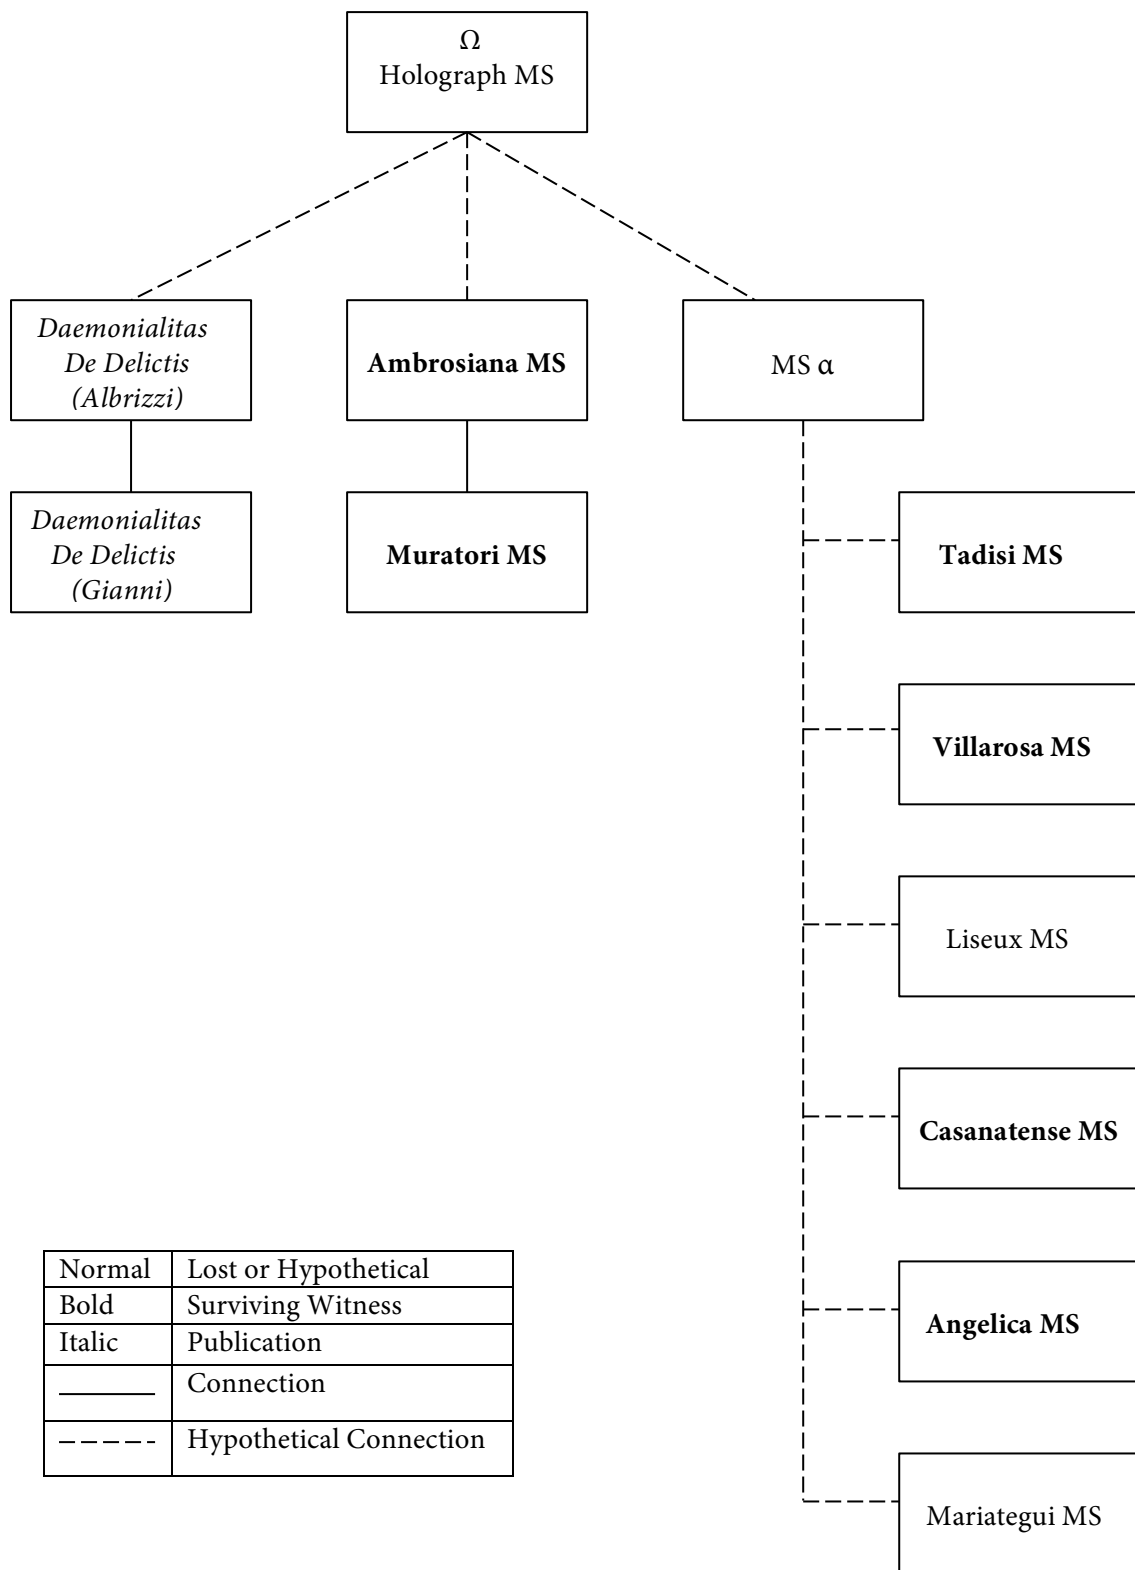 Ω
Holograph MS
Daemonialitas
De Delictis
(Albrizzi)
Ambrosiana MS
MS α
Daemonialitas
De Delictis
(Gianni)
Muratori MS
Tadisi MS
Villarosa MS
Liseux MS
Casanatense MS
Angelica MS
Mariategui MS
Normal Lost or Hypothetical
Bold Surviving Witness
Italic Publication
Connection
Hypothetical Connection